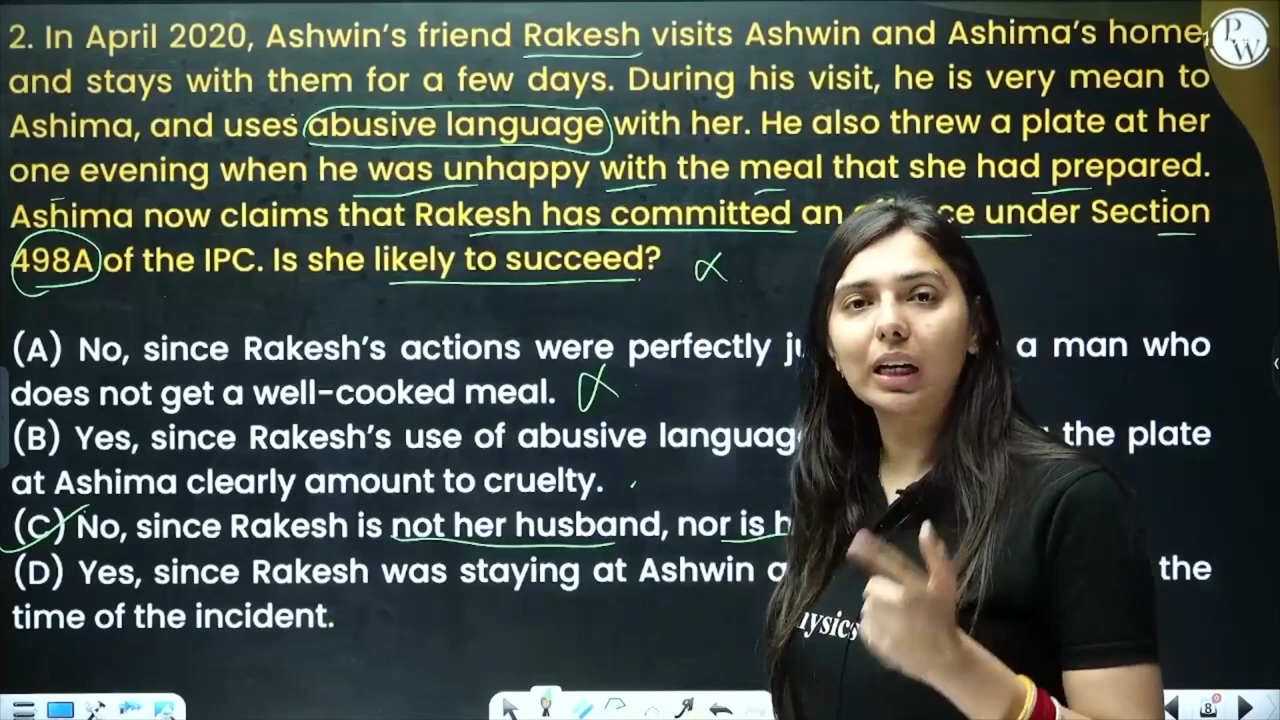 2. In April 2020, Ashwin's friend Rakesh visits Ashwin and Ashima's home,
and stays with them for a few days. During his visit, he is very mean to
Ashima, and uses abusive language with her. He also threw a plate at her
one evening when he was unhappy with the meal that she had prepared.
Ashima now claims that Rakesh has committed an under Section
498A of the IPC. Is she likely to succeed?
(A) No, since Rakesh's actions were perfectly a man who
does not get a well-cooked meal.
(B) Yes, since Rakesh's use of abusive the plate
at Ashima clearly amount to cruelty.
(C) No, since Rakesh is not her husband, nor is
(D) Yes, since Rakesh was staying at Ashwin the
time of the incident.
PW
8